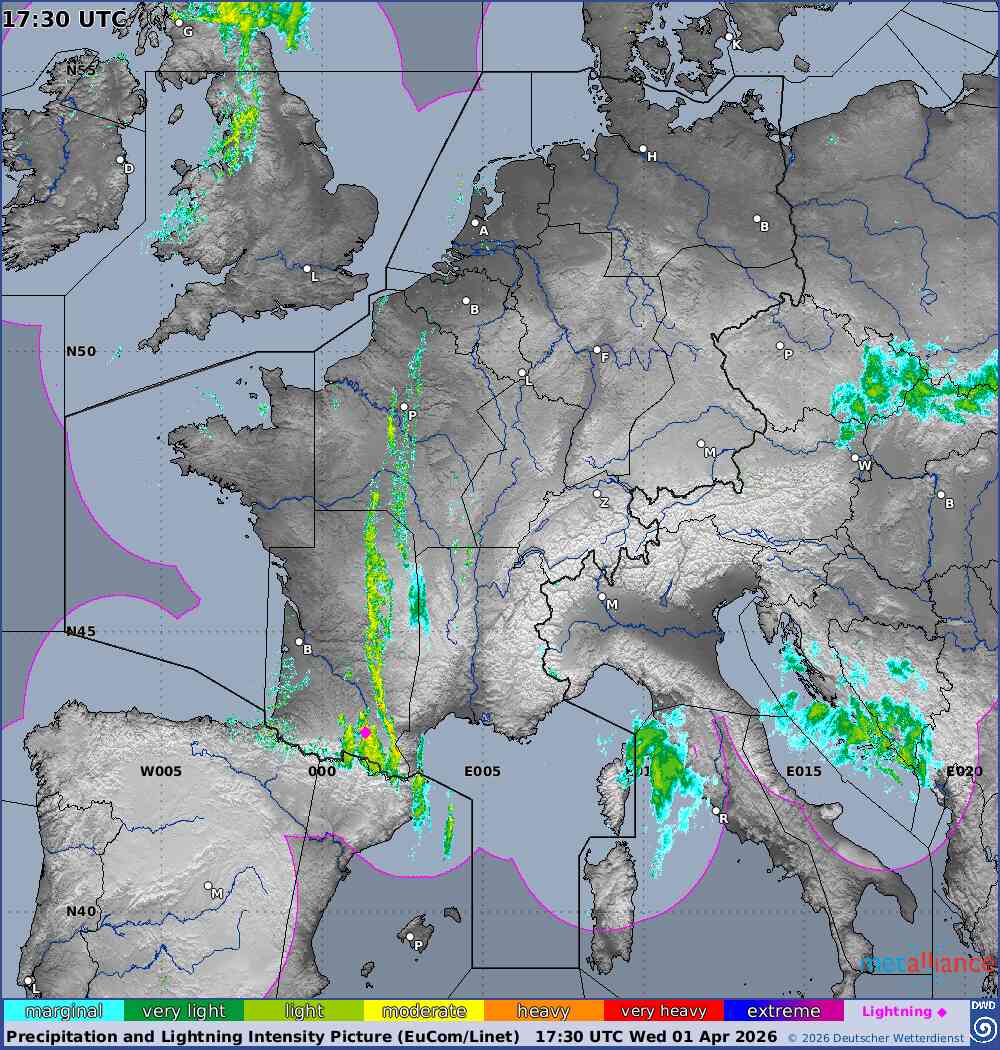 17:30 UTC
G
K
N55
D
H
A
B
L
B
N50
F
P
L
P
M
W
Z
B
M
N45
B
W005
000
E005
E015
E020
R
M
N40
P
metalliance
L
marginal very light light moderate heavy very heavy extreme Lightning
DWD
Precipitation and Lightning Intensity Picture (EuCom/Linet) 17:30 UTC Wed 01 Apr 2026 © 2026 Deutscher Wetterdienst